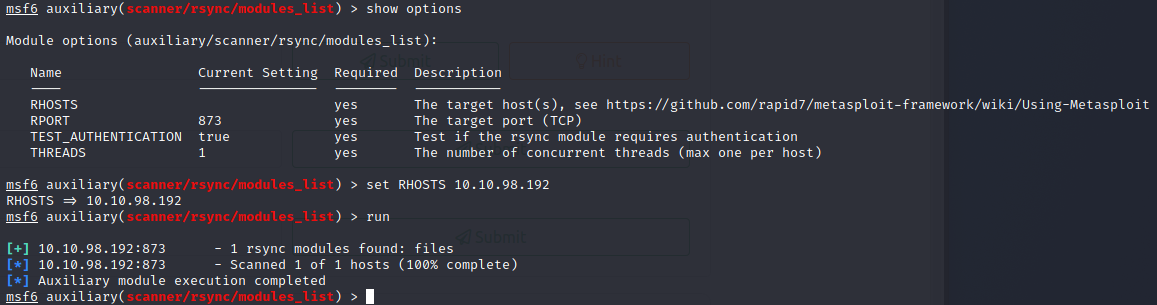 msf6 auxiliary(scanner/rsync/modules_list) > show options
Module options (auxiliary/scanner/rsync/modules_list):
Name Current Setting Required Description
---- --------------- -------- -----------
RHOSTS yes The target host(s), see https://github.com/rapid7/metasploit-framework/wiki/Using-Metasploit
RPORT 873 yes The target port (TCP)
TEST_AUTHENTICATION true yes Test if the rsync module requires authentication
THREADS 1 yes The number of concurrent threads (max one per host)
msf6 auxiliary(scanner/rsync/modules_list) > set RHOSTS 10.10.98.192
RHOSTS => 10.10.98.192
msf6 auxiliary(scanner/rsync/modules_list) > run
Submit
[+] 10.10.98.192:873 - 1 rsync modules found: files
[*] 10.10.98.192:873 - Scanned 1 of 1 hosts (100% complete)
[*] Auxiliary module execution completed
msf6 auxiliary(scanner/rsync/modules_list) >